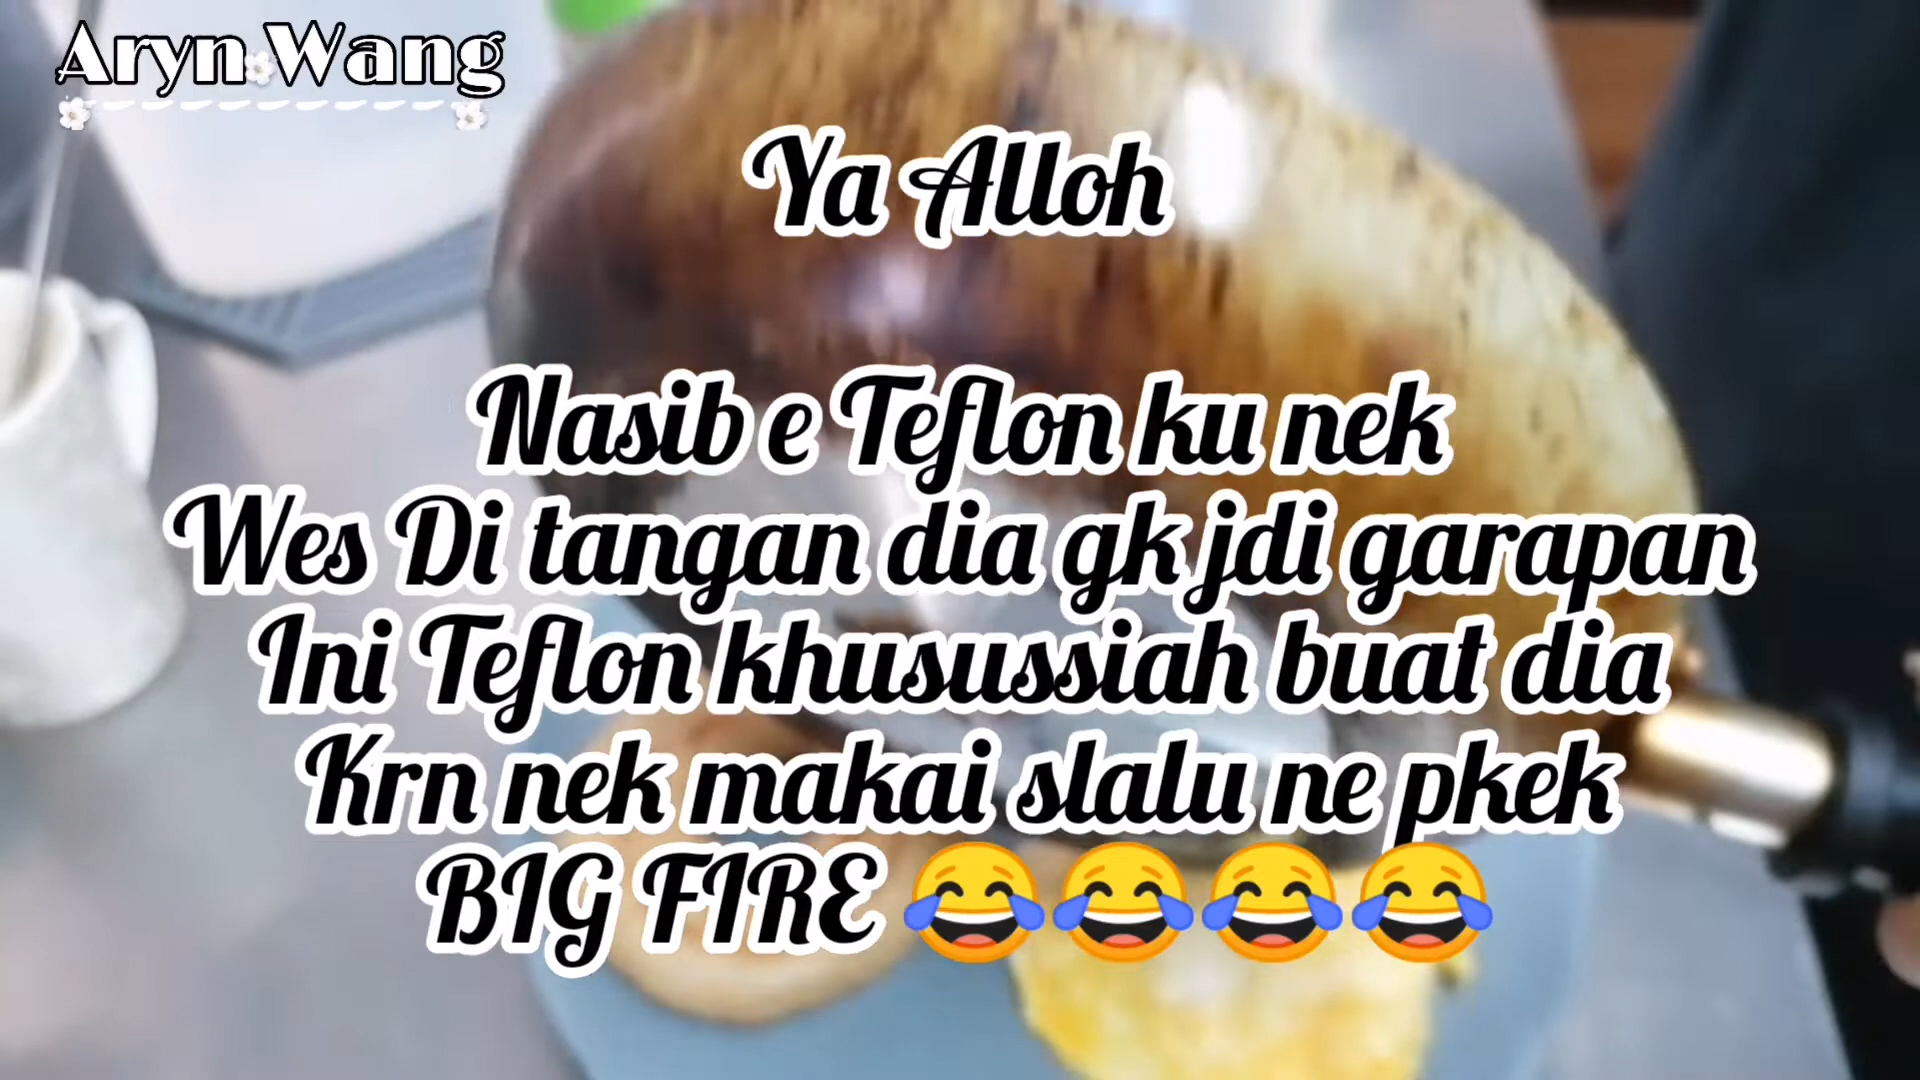 Aryn Wang
Ya Alloh
Nasib e Teflon ku nek
Wes Di tangan dia gk jdi garapan
Ini Teflon khusussiah buat dia
Krn nek makai slalu ne pkek
BIG FIRE 😂😂😂😂